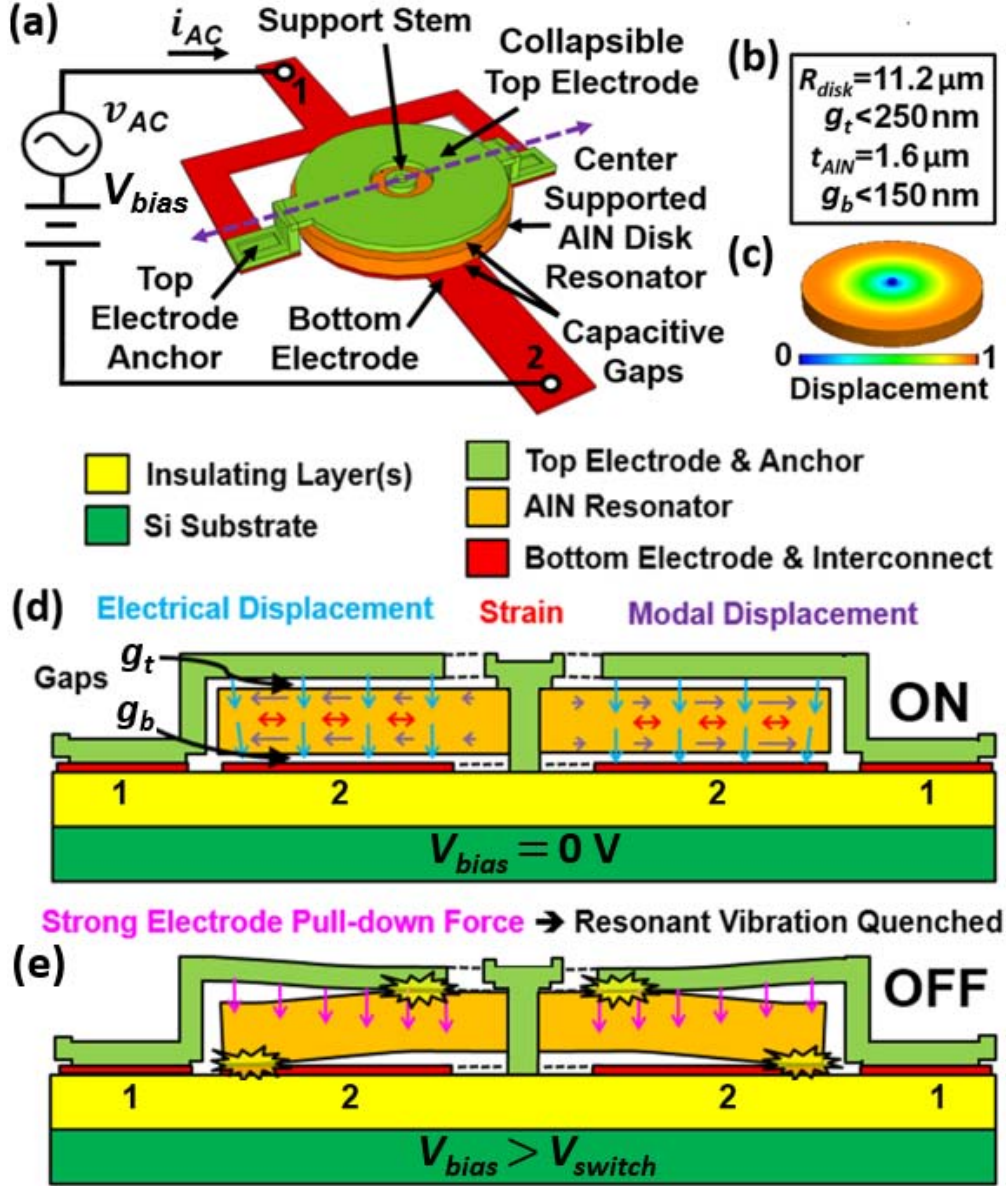 (a)
i_AC
Support Stem
Collapsible
Top Electrode
1
v_AC
V_bias
Center
Supported
AlN Disk
Resonator
Top
Electrode
Anchor
Bottom
Electrode
Capacitive
Gaps
2
(b)
R_disk=11.2 μm
g_t<250 nm
t_AlN=1.6 μm
g_b<150 nm
(c)
0 1
Displacement
Insulating Layer(s)
Si Substrate
Top Electrode & Anchor
AlN Resonator
Bottom Electrode & Interconnect
(d)
Electrical Displacement Strain Modal Displacement
Gaps
g_t
g_b
ON
1 2 2 1
V_bias = 0 V
Strong Electrode Pull-down Force ➔ Resonant Vibration Quenched
(e)
OFF
1 2 2 1
V_bias > V_switch